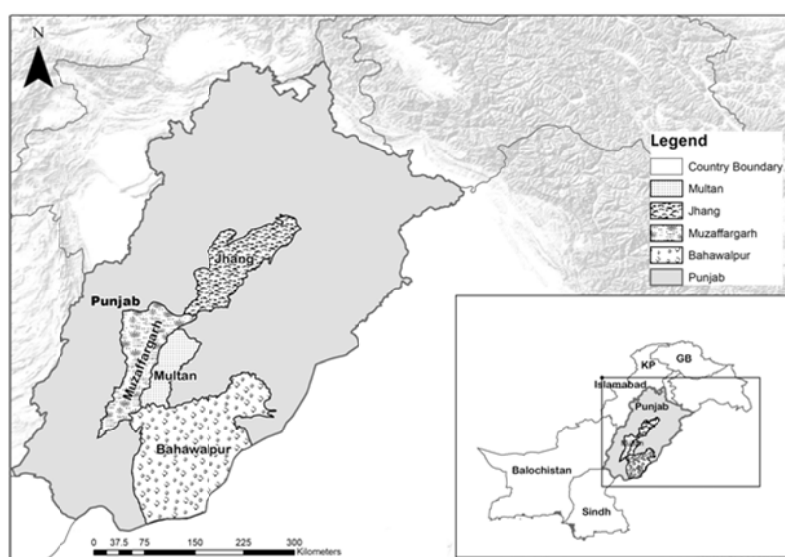 N
Legend
Country Boundary
Multan
Jhang
Muzaffargarh
Bahawalpur
Punjab
Jhang
Punjab
Muzaffargarh
Multan
Bahawalpur
KP
GB
Islamabad
Punjab
Balochistan
Sindh
0 37.5 75 150 225 300
Kilometers